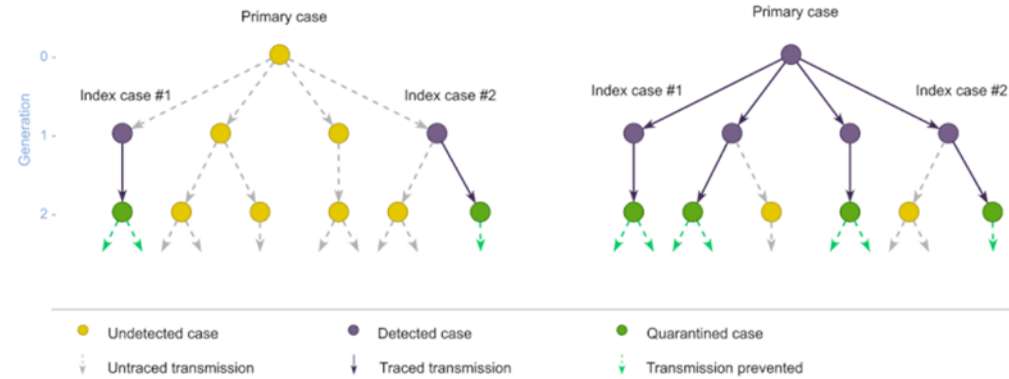 Primary case
Primary case
0 -
Index case #1
Index case #2
Index case #1
Index case #2
Generation
1 -
2 -
Undetected case
Detected case
Quarantined case
Untraced transmission
Traced transmission
Transmission prevented